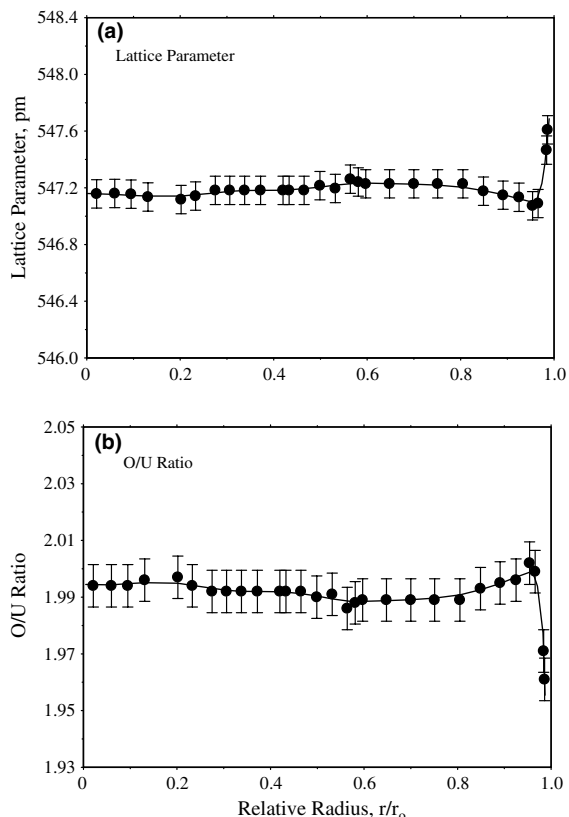 548.4
(a)
Lattice Parameter
548.0
547.6
547.2
546.8
546.4
546.0
Lattice Parameter, pm
0 0.2 0.4 0.6 0.8 1.0
2.05
(b)
O/U Ratio
2.03
2.01
1.99
1.97
1.95
1.93
O/U Ratio
0 0.2 0.4 0.6 0.8 1.0
Relative Radius, r/ro